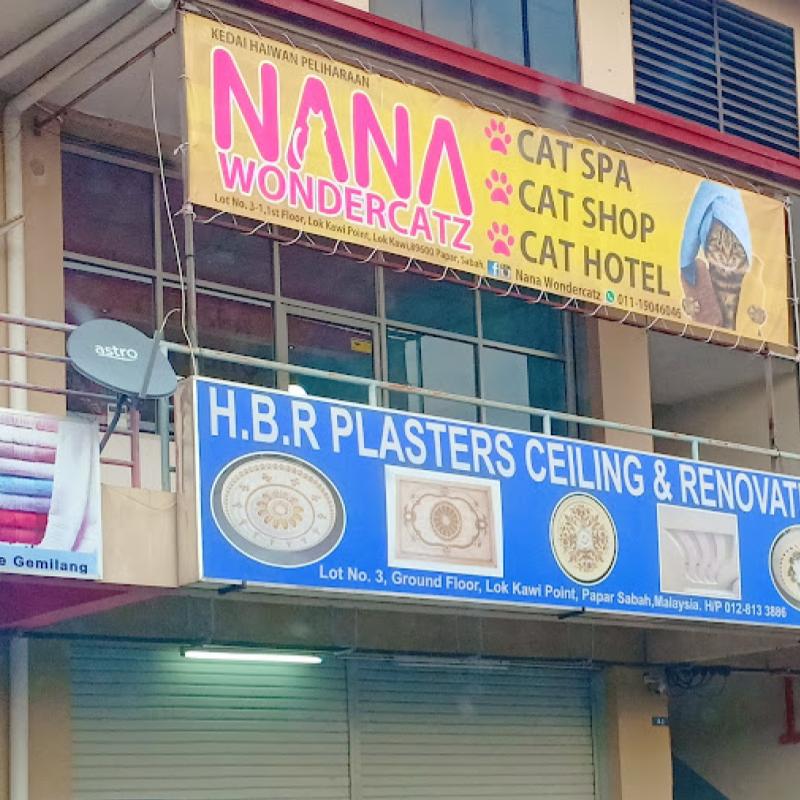 KEDAI HAIWAN PELIHARAAN
NANA
WONDERCATZ
Lot No. 3-1,1st Floor, Lok Kawi Point, Lok Kawi,89600 Papar, Sabah
CAT SPA
CAT SHOP
CAT HOTEL
Nana Wondercatz 011-19046046
astro
H.B.R PLASTERS CEILING & RENOVATI
Lot No. 3, Ground Floor, Lok Kawi Point, Papar Sabah,Malaysia. H/P 012-813 3886
e Gemilang